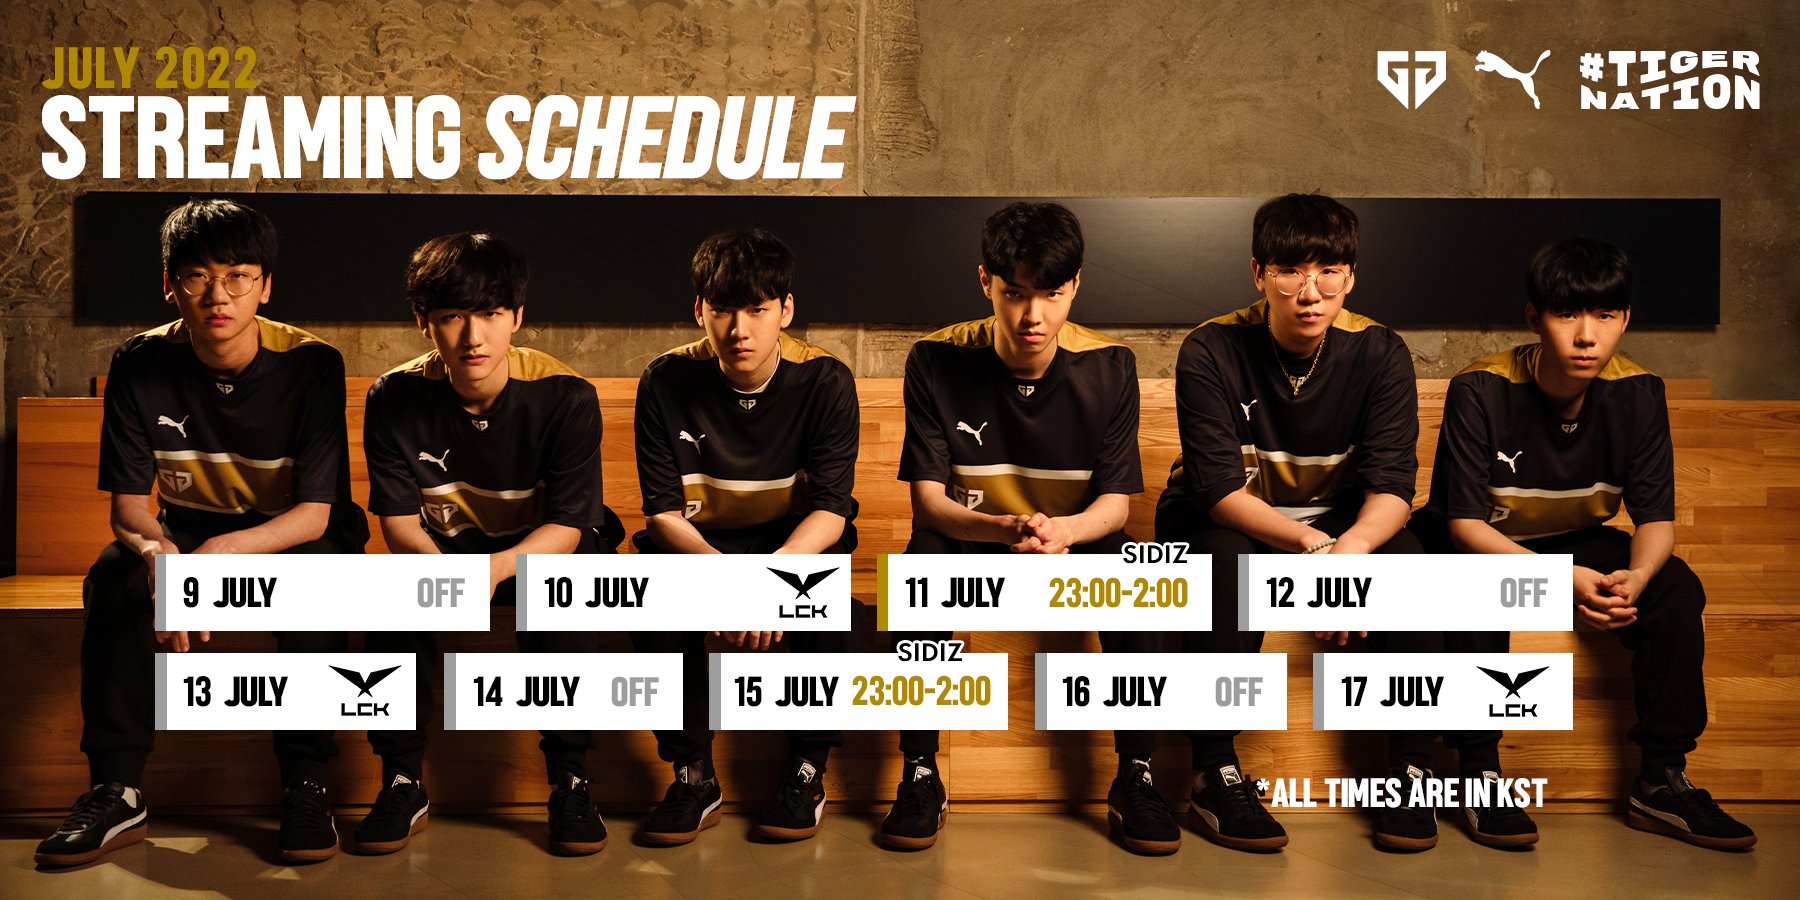 JULY 2022
STREAMING SCHEDULE
#TIGER
NATION
9 JULY OFF
10 JULY LCK
SIDIZ
11 JULY 23:00-2:00
12 JULY OFF
13 JULY LCK
14 JULY OFF
SIDIZ
15 JULY 23:00-2:00
16 JULY OFF
17 JULY LCK
*ALL TIMES ARE IN KST